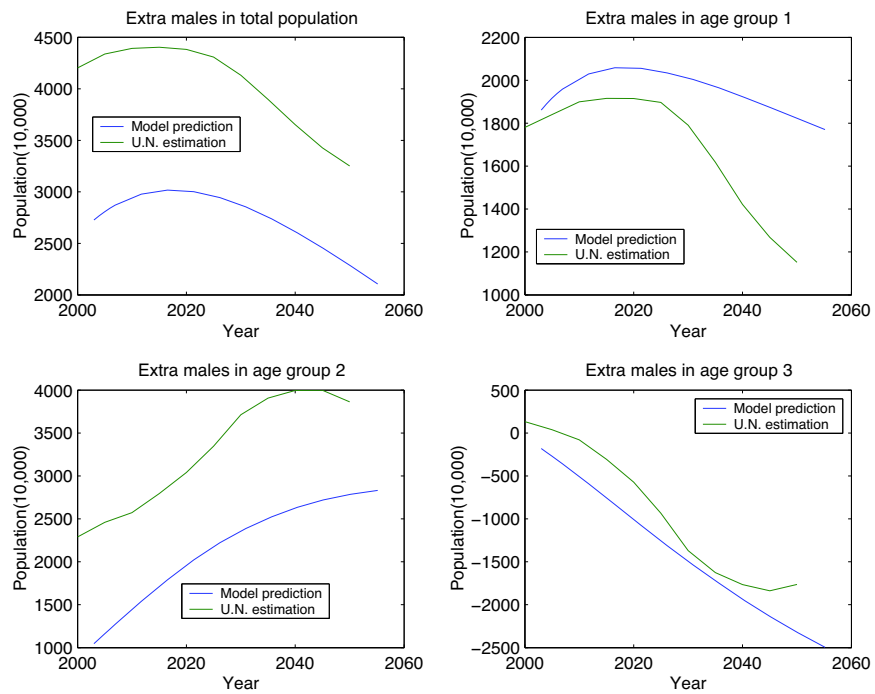 Extra males in total population
4500
4000
3500
3000
2500
2000
Population(10,000)
Model prediction
U.N. estimation
2000 2020 2040 2060
Year
Extra males in age group 1
2200
2000
1800
1600
1400
1200
1000
Population(10,000)
Model prediction
U.N. estimation
2000 2020 2040 2060
Year
Extra males in age group 2
4000
3500
3000
2500
2000
1500
1000
Population(10,000)
Model prediction
U.N. estimation
2000 2020 2040 2060
Year
Extra males in age group 3
500
0
−500
−1000
−1500
−2000
−2500
Population(10,000)
Model prediction
U.N. estimation
2000 2020 2040 2060
Year